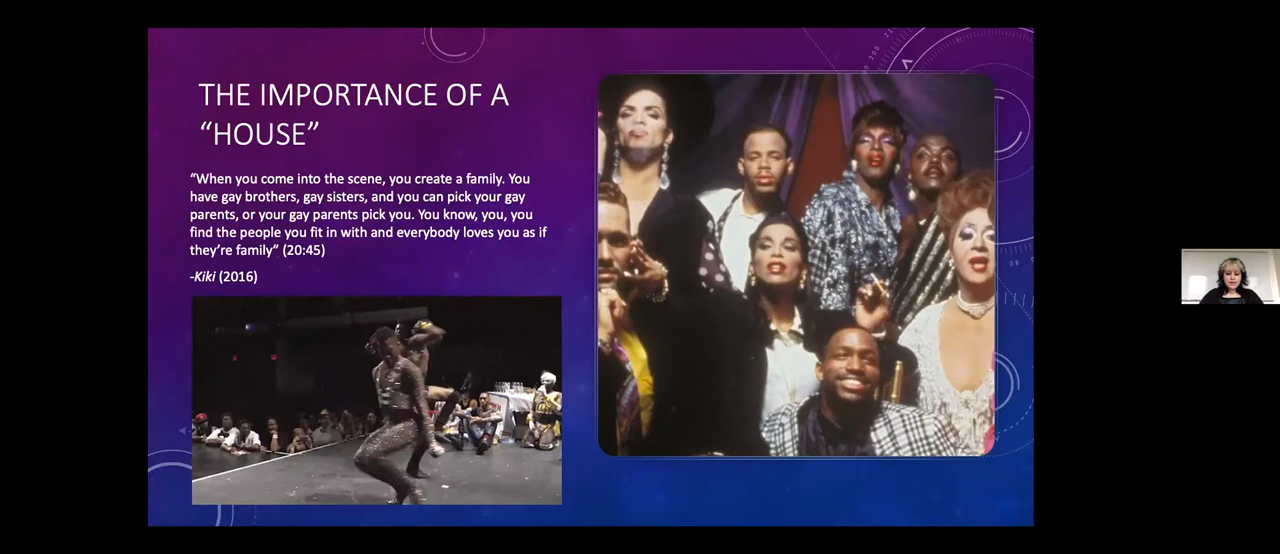 THE IMPORTANCE OF A
“HOUSE”
“When you come into the scene, you create a family. You
have gay brothers, gay sisters, and you can pick your gay
parents, or your gay parents pick you. You know, you, you
find the people you fit in with and everybody loves you as if
they’re family” (20:45)
-Kiki (2016)